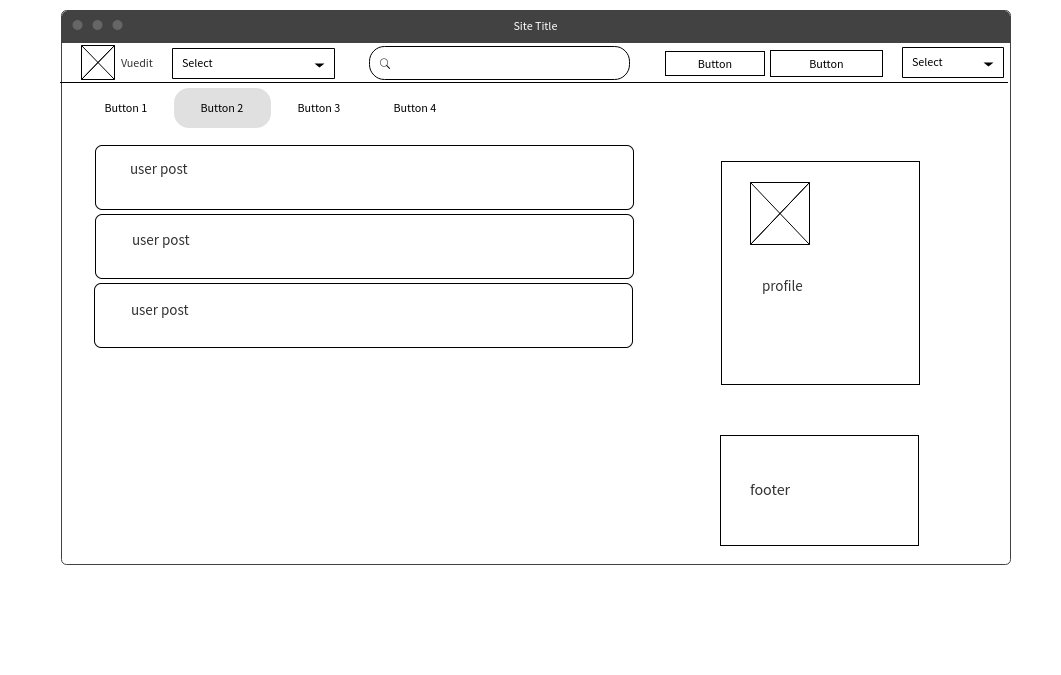 Site Title
Vuedit
Select
Button
Button
Select
Button 1
Button 2
Button 3
Button 4
user post
user post
user post
profile
footer